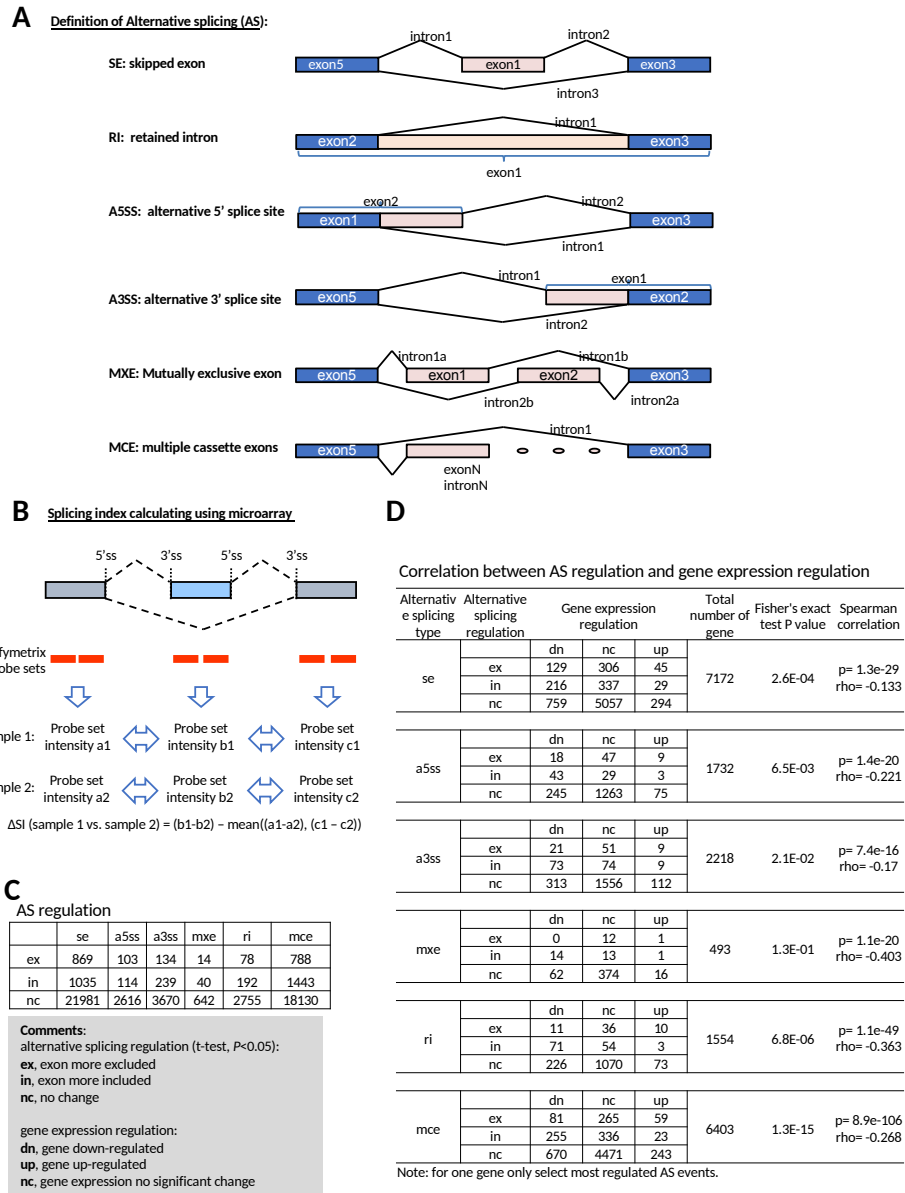 A
Definition of Alternative splicing (AS):
SE: skipped exon
intron1
intron2
exon5
exon1
exon3
intron3
RI: retained intron
intron1
exon2
exon3
exon1
A5SS: alternative 5' splice site
exon2
intron2
exon1
exon3
intron1
A3SS: alternative 3' splice site
intron1
exon1
exon5
exon2
intron2
MXE: Mutually exclusive exon
intron1a
intron1b
exon5
exon1
exon2
exon3
intron2b
intron2a
MCE: multiple cassette exons
intron1
exon5
exon3
exonN
intronN
B
Splicing index calculating using microarray
5'ss 3'ss 5'ss 3'ss
fymetrix
obe sets
mple 1:
Probe set intensity a1
Probe set intensity b1
Probe set intensity c1
mple 2:
Probe set intensity a2
Probe set intensity b2
Probe set intensity c2
ΔSI (sample 1 vs. sample 2) = (b1-b2) – mean((a1-a2), (c1 – c2))
C
AS regulation
se a5ss a3ss mxe ri mce
ex 869 103 134 14 78 788
in 1035 114 239 40 192 1443
nc 21981 2616 3670 642 2755 18130
Comments:
alternative splicing regulation (t-test, P<0.05):
ex, exon more excluded
in, exon more included
nc, no change
gene expression regulation:
dn, gene down-regulated
up, gene up-regulated
nc, gene expression no significant change
D
Correlation between AS regulation and gene expression regulation
Alternativ e splicing type
Alternative splicing regulation
Gene expression regulation
Total number of gene
Fisher's exact test P value
Spearman correlation
se
dn nc up
ex 129 306 45
in 216 337 29
nc 759 5057 294
7172
2.6E-04
p= 1.3e-29
rho= -0.133
a5ss
dn nc up
ex 18 47 9
in 43 29 3
nc 245 1263 75
1732
6.5E-03
p= 1.4e-20
rho= -0.221
a3ss
dn nc up
ex 21 51 9
in 73 74 9
nc 313 1556 112
2218
2.1E-02
p= 7.4e-16
rho= -0.17
mxe
dn nc up
ex 0 12 1
in 14 13 1
nc 62 374 16
493
1.3E-01
p= 1.1e-20
rho= -0.403
ri
dn nc up
ex 11 36 10
in 71 54 3
nc 226 1070 73
1554
6.8E-06
p= 1.1e-49
rho= -0.363
mce
dn nc up
ex 81 265 59
in 255 336 23
nc 670 4471 243
6403
1.3E-15
p= 8.9e-106
rho= -0.268
Note: for one gene only select most regulated AS events.